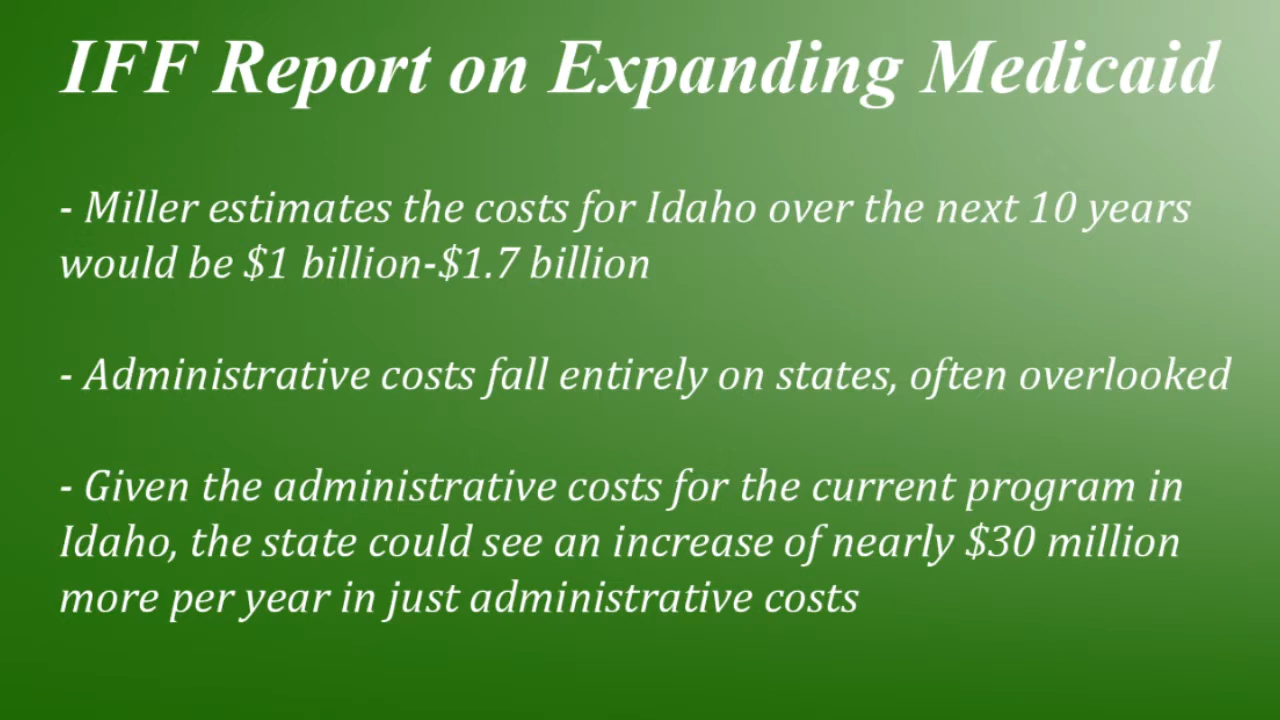 IFF Report on Expanding Medicaid
- Miller estimates the costs for Idaho over the next 10 years
would be $1 billion-$1.7 billion
- Administrative costs fall entirely on states, often overlooked
- Given the administrative costs for the current program in
Idaho, the state could see an increase of nearly $30 million
more per year in just administrative costs